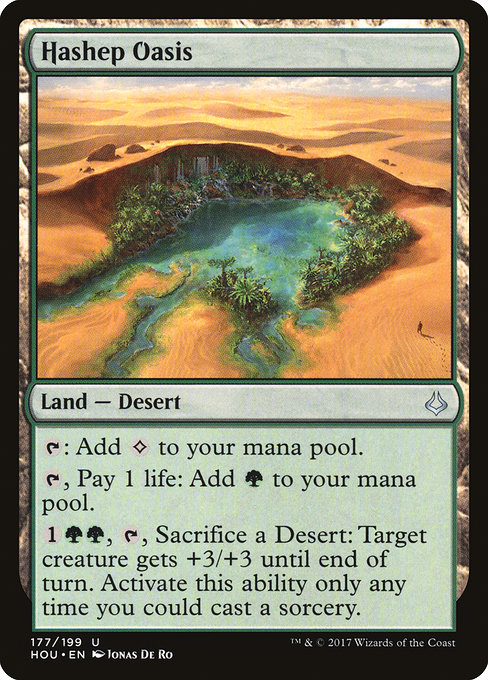 Hashep Oasis
Land — Desert
: Add to your mana pool.
, Pay 1 life: Add to your mana
pool.
1 , , Sacrifice a Desert: Target
creature gets +3/+3 until end of
turn. Activate this ability only any
time you could cast a sorcery.
177/199 U
HOU • EN Jonas De Ro
™ & © 2017 Wizards of the Coast